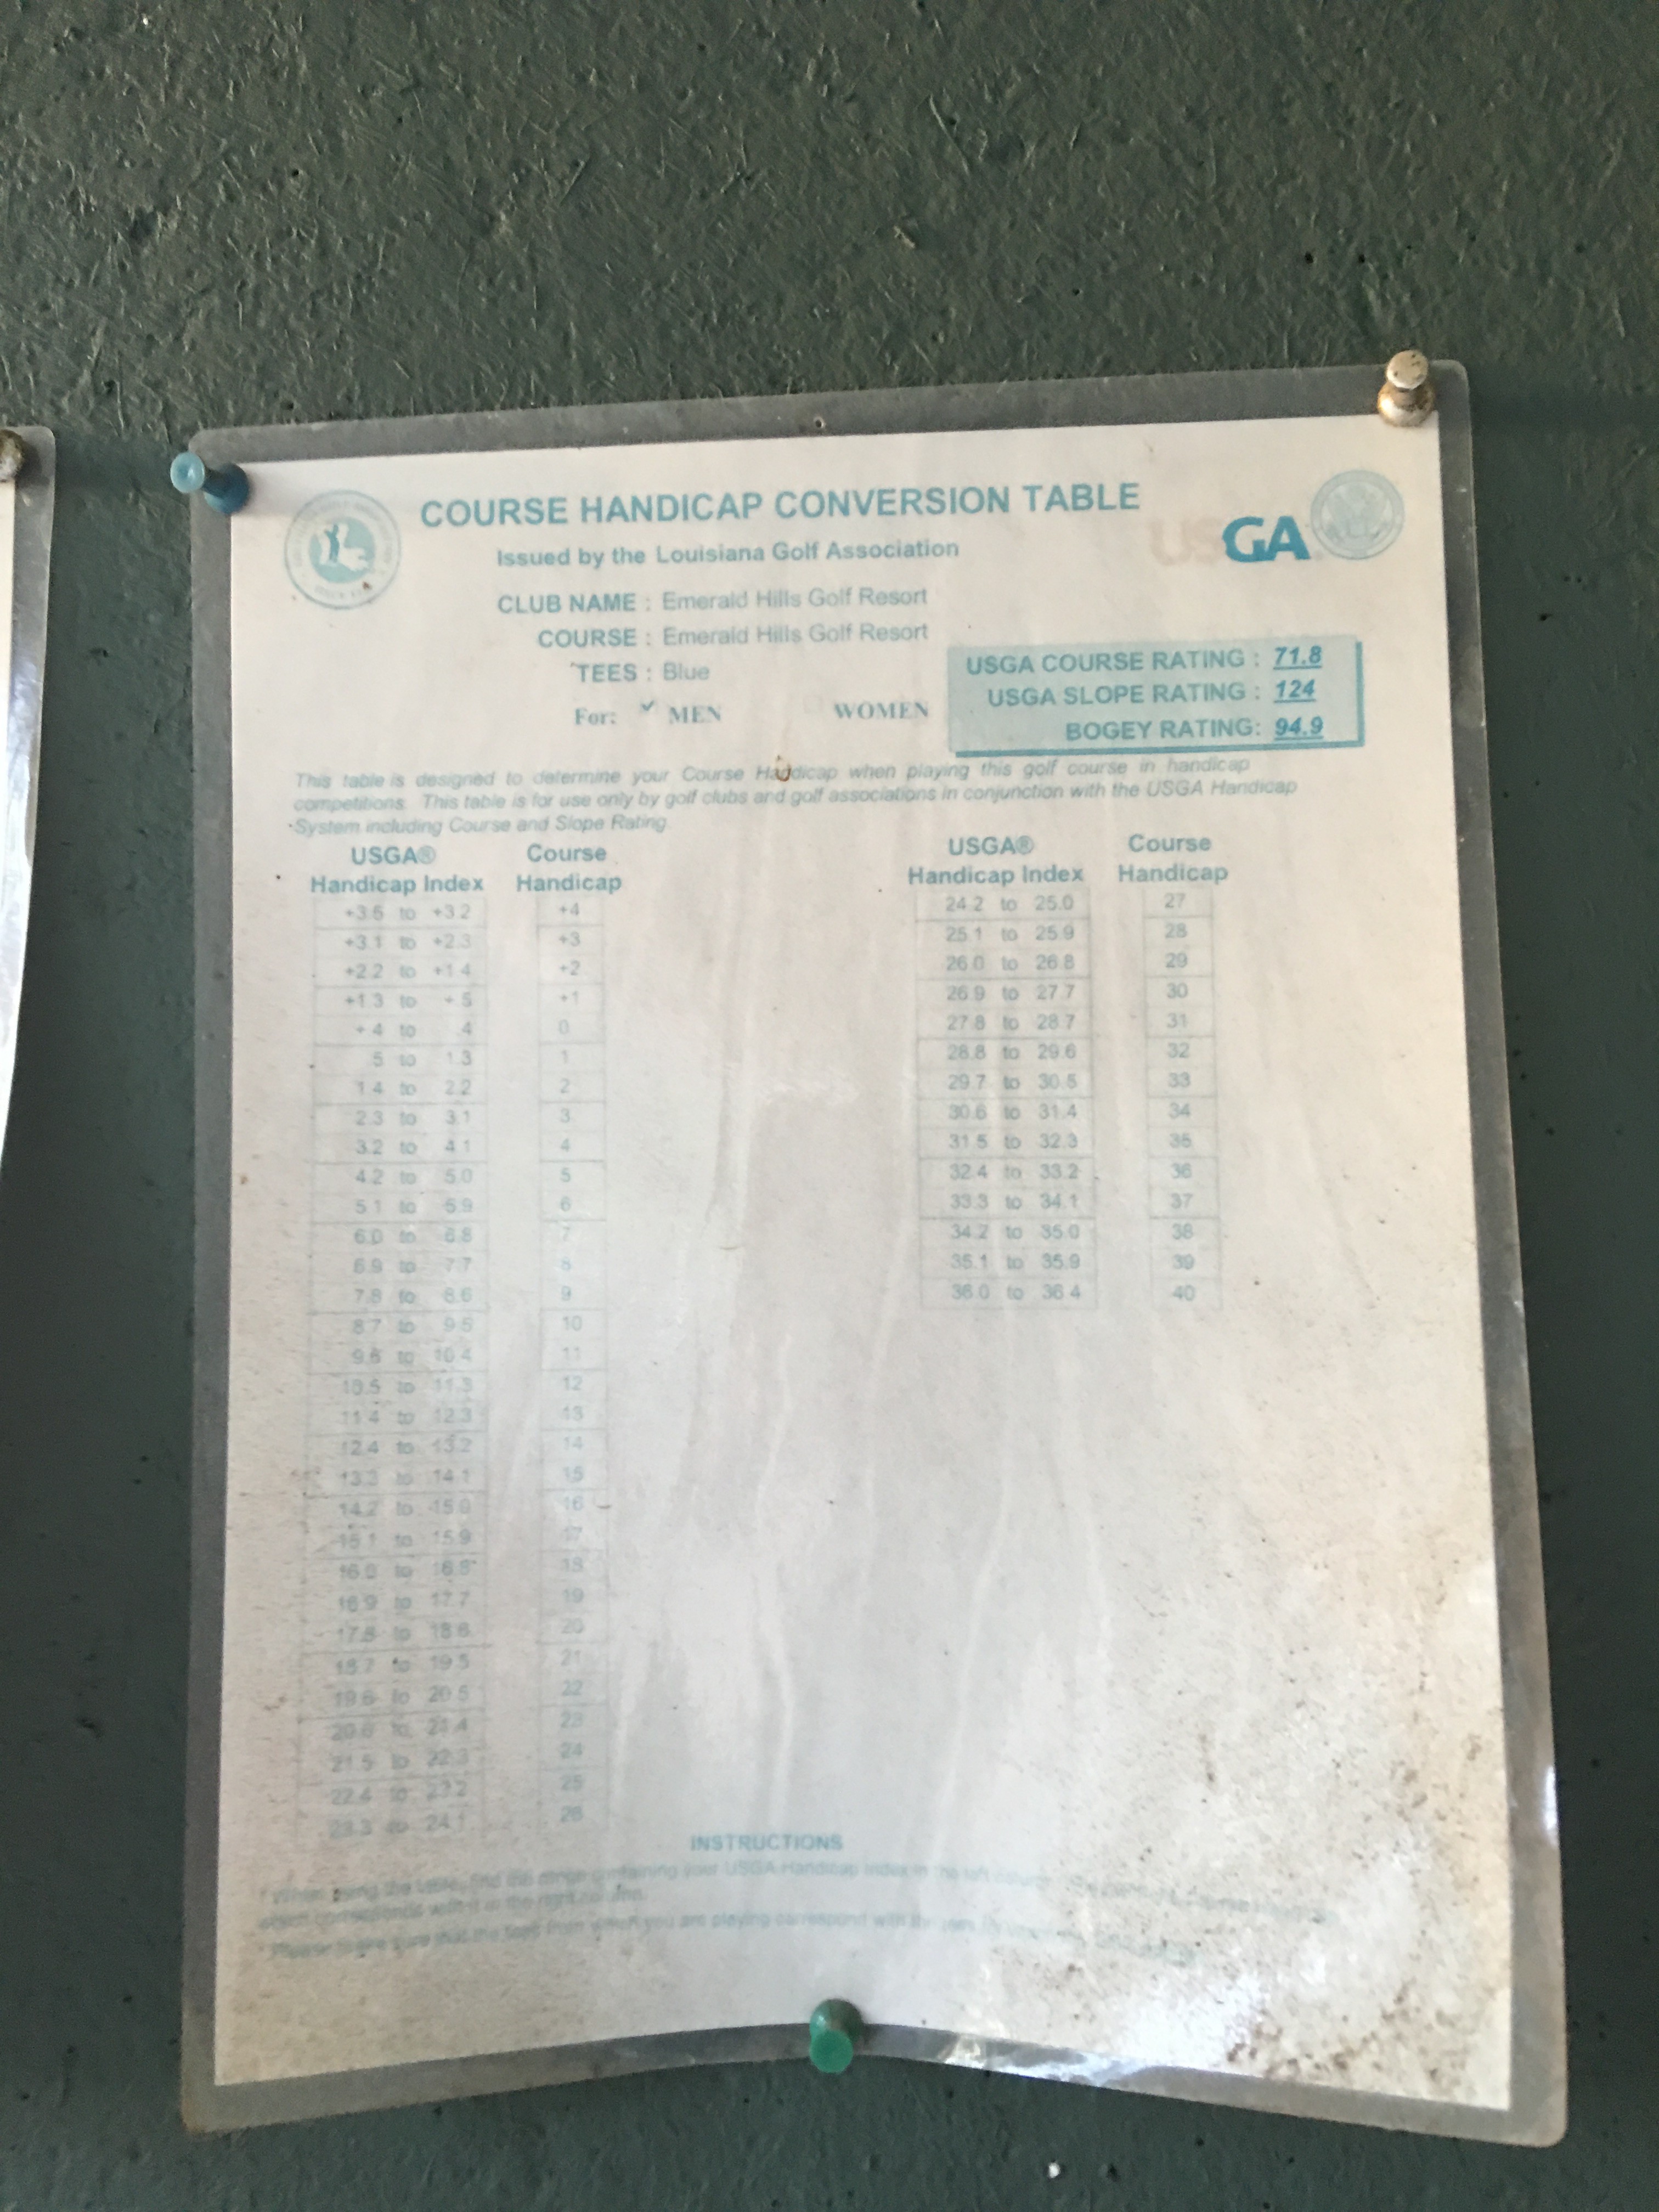 COURSE HANDICAP CONVERSION TABLE
USGA
Issued by the Louisiana Golf Association
CLUB NAME : Emerald Hills Golf Resort
COURSE : Emerald Hills Golf Resort
TEES : Blue
For: ✓ MEN WOMEN
USGA COURSE RATING : 71.8
USGA SLOPE RATING : 124
BOGEY RATING: 94.9
This table is designed to determine your Course Handicap when playing this golf course in handicap
competitions. This table is for use only by golf clubs and golf associations in conjunction with the USGA Handicap
System including Course and Slope Rating.
USGA® Course
Handicap Index Handicap
+3.5 to +3.2 +4
+3.1 to +2.3 +3
+2.2 to +1.4 +2
+1.3 to +.5 +1
+.4 to .4 0
.5 to 1.3 1
1.4 to 2.2 2
2.3 to 3.1 3
3.2 to 4.1 4
4.2 to 5.0 5
5.1 to 5.9 6
6.0 to 6.8 7
6.9 to 7.7 8
7.8 to 8.6 9
8.7 to 9.5 10
9.6 to 10.4 11
10.5 to 11.3 12
11.4 to 12.3 13
12.4 to 13.2 14
13.3 to 14.1 15
14.2 to 15.0 16
15.1 to 15.9 17
16.0 to 16.8 18
16.9 to 17.7 19
17.8 to 18.6 20
18.7 to 19.5 21
19.6 to 20.5 22
20.6 to 21.4 23
21.5 to 22.3 24
22.4 to 23.2 25
23.3 to 24.1 26
USGA® Course
Handicap Index Handicap
24.2 to 25.0 27
25.1 to 25.9 28
26.0 to 26.8 29
26.9 to 27.7 30
27.8 to 28.7 31
28.8 to 29.6 32
29.7 to 30.5 33
30.6 to 31.4 34
31.5 to 32.3 35
32.4 to 33.2 36
33.3 to 34.1 37
34.2 to 35.0 38
35.1 to 35.9 39
36.0 to 36.4 40
INSTRUCTIONS
your USGA Handicap Index in
you are playing correspond with